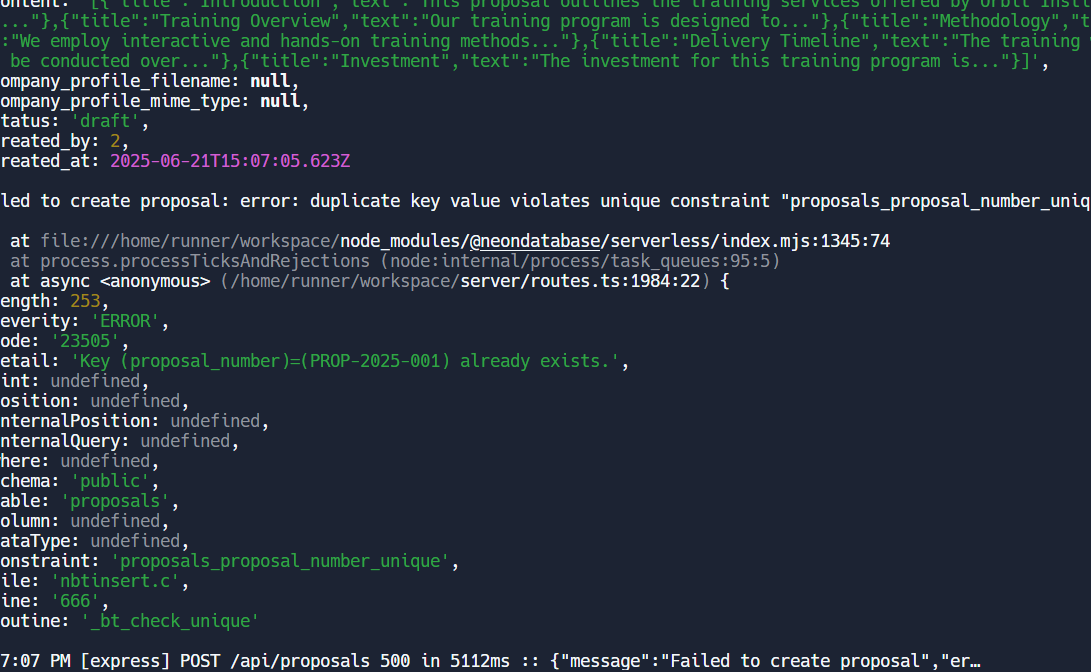 ontent: '[{"title":"Introduction","text":"This proposal outlines the training services offered by Orbit Insti
..."},{"title":"Training Overview","text":"Our training program is designed to..."},{"title":"Methodology","t
:"We employ interactive and hands-on training methods..."},{"title":"Delivery Timeline","text":"The training
 be conducted over..."},{"title":"Investment","text":"The investment for this training program is..."}]',
ompany_profile_filename: null,
ompany_profile_mime_type: null,
tatus: 'draft',
reated_by: 2,
reated_at: 2025-06-21T15:07:05.623Z
led to create proposal: error: duplicate key value violates unique constraint "proposals_proposal_number_uniq
at file:///home/runner/workspace/node_modules/@neondatabase/serverless/index.mjs:1345:74
at process.processTicksAndRejections (node:internal/process/task_queues:95:5)
at async <anonymous> (/home/runner/workspace/server/routes.ts:1984:22) {
ength: 253,
everity: 'ERROR',
ode: '23505',
etail: 'Key (proposal_number)=(PROP-2025-001) already exists.',
int: undefined,
osition: undefined,
nternalPosition: undefined,
nternalQuery: undefined,
here: undefined,
chema: 'public',
able: 'proposals',
olumn: undefined,
ataType: undefined,
onstraint: 'proposals_proposal_number_unique',
ile: 'nbtinsert.c',
ine: '666',
outine: '_bt_check_unique'
7:07 PM [express] POST /api/proposals 500 in 5112ms :: {"message":"Failed to create proposal","er…